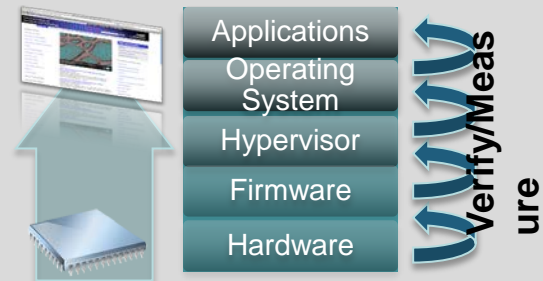 Applications
Operating
System
Hypervisor
Firmware
Hardware
Verify/Meas
ure